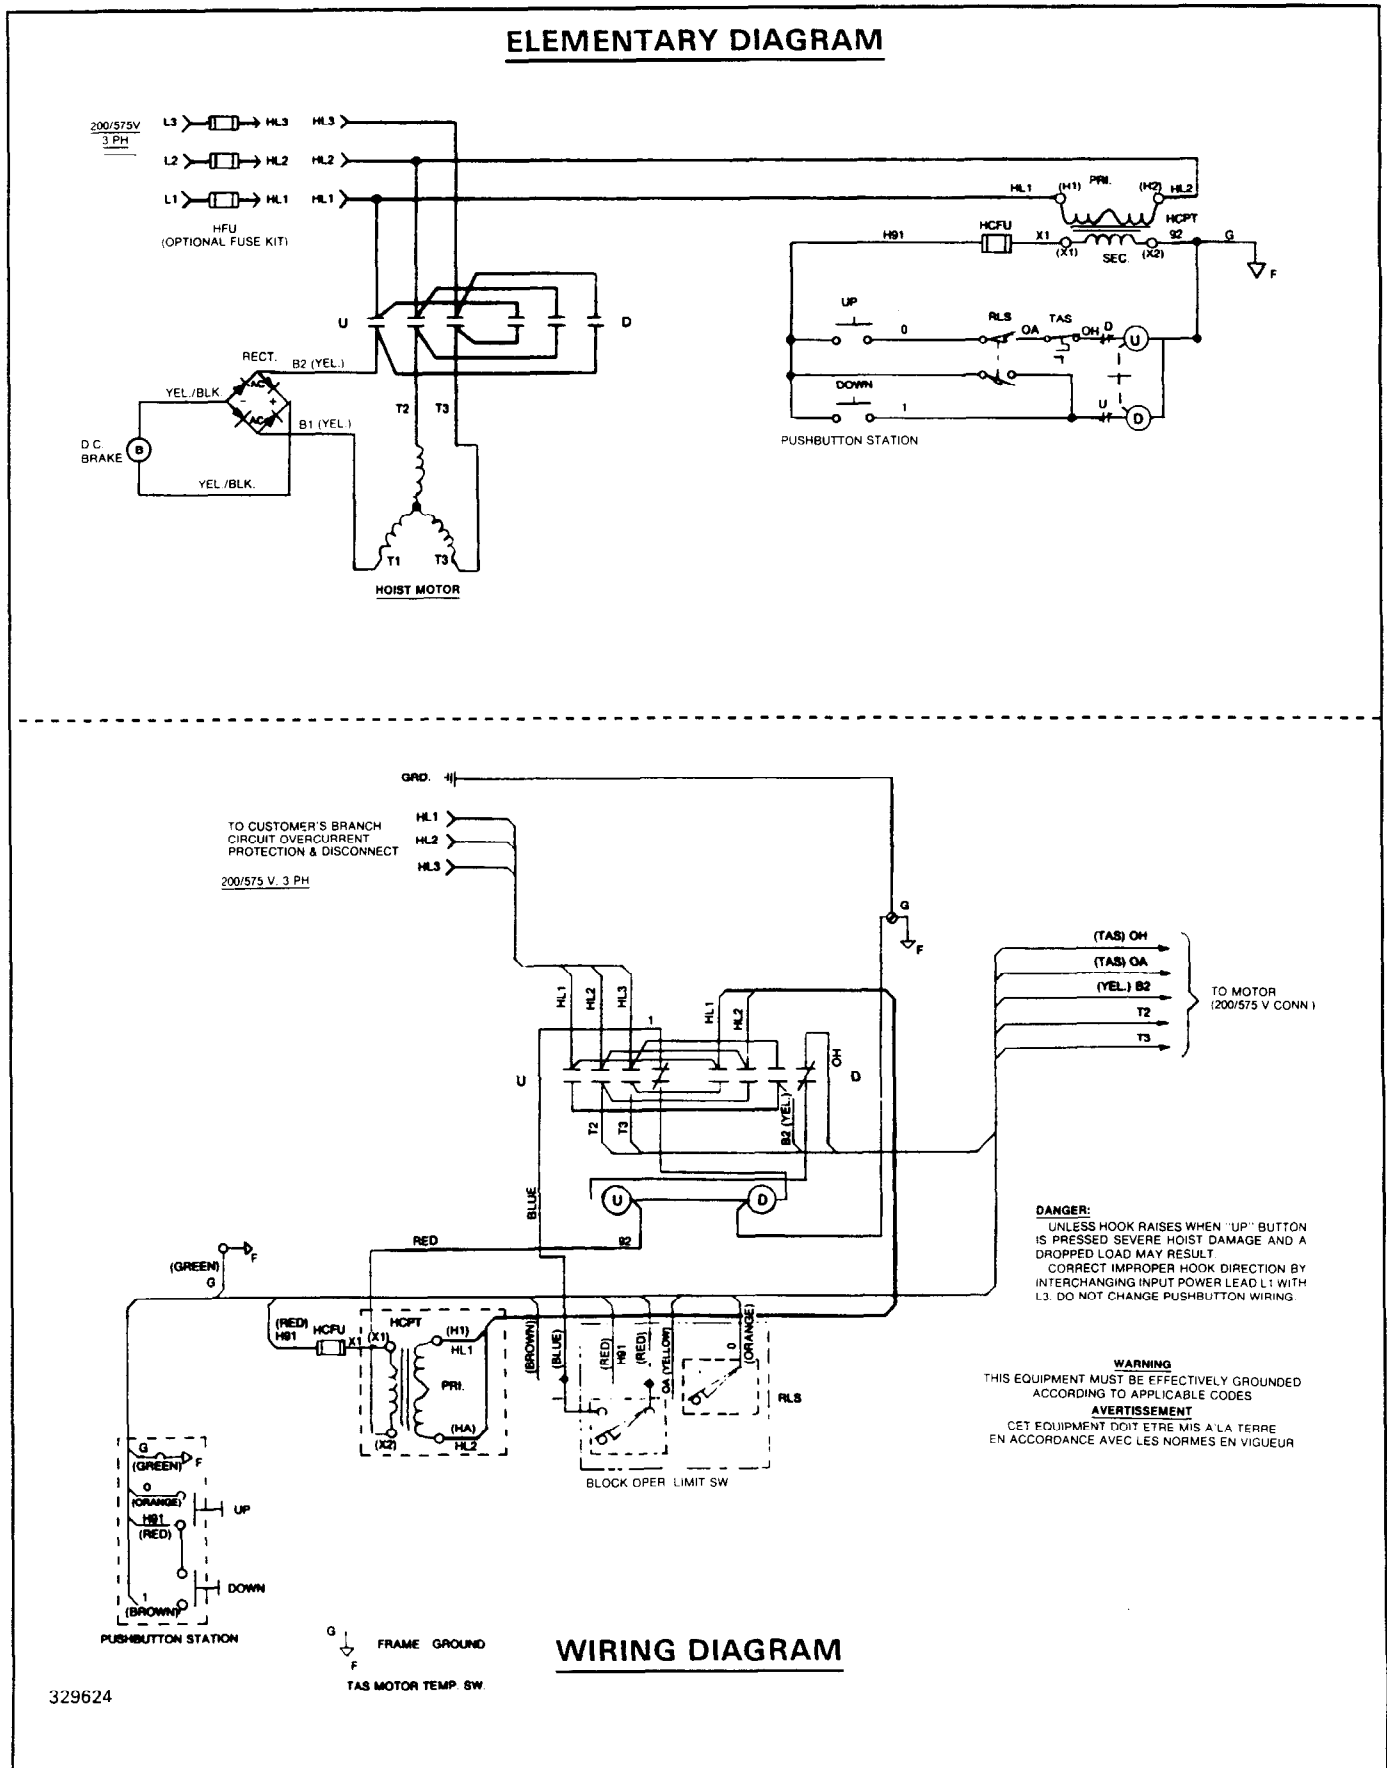 ELEMENTARY DIAGRAM
200/575V
3 PH
L3 HL3 HL3
L2 HL2 HL2
L1 HL1 HL1
HFU
(OPTIONAL FUSE KIT)
HL1 (H1) PRI. (H2) HL2
HCPT
H91 HCFU X1 (X1) SEC. (X2) 92 G
F
U D
UP
0 RLS OA TAS OH D U
DOWN
1 U D
PUSHBUTTON STATION
RECT. B2 (YEL.)
YEL./BLK. AC
- +
AC
B1 (YEL.)
T2 T3
D.C.
BRAKE B
YEL./BLK.
T1 T3
HOIST MOTOR
GRD.
TO CUSTOMER'S BRANCH
CIRCUIT OVERCURRENT
PROTECTION & DISCONNECT
HL1
HL2
HL3
200/575 V. 3 PH
G
F
(TAS) OH
(TAS) OA
(YEL.) B2
T2
T3
TO MOTOR
(200/575 V CONN.)
HL1 HL2 HL3 1 HL1 HL2
U OH D
T2 T3 B2 (YEL.)
BLUE
U D
RED 92
DANGER:
UNLESS HOOK RAISES WHEN "UP" BUTTON
IS PRESSED SEVERE HOIST DAMAGE AND A
DROPPED LOAD MAY RESULT.
CORRECT IMPROPER HOOK DIRECTION BY
INTERCHANGING INPUT POWER LEAD L1 WITH
L3. DO NOT CHANGE PUSHBUTTON WIRING.
F
(GREEN)
G
(RED)
H91 HCFU X1 (X1) HCPT (H1)
HL1
PRI.
(HA)
HL2
(X2)
(BROWN) (BLUE) (RED) H91 (RED) OA (YELLOW) 0 (ORANGE)
RLS
BLOCK OPER. LIMIT SW
WARNING
THIS EQUIPMENT MUST BE EFFECTIVELY GROUNDED
ACCORDING TO APPLICABLE CODES
AVERTISSEMENT
CET EQUIPMENT DOIT ETRE MIS A LA TERRE
EN ACCORDANCE AVEC LES NORMES EN VIGUEUR
G
(GREEN) F
0
(ORANGE) UP
H91
(RED)
DOWN
1
(BROWN)
PUSHBUTTON STATION
G
FRAME GROUND
F
TAS MOTOR TEMP. SW.
WIRING DIAGRAM
329624